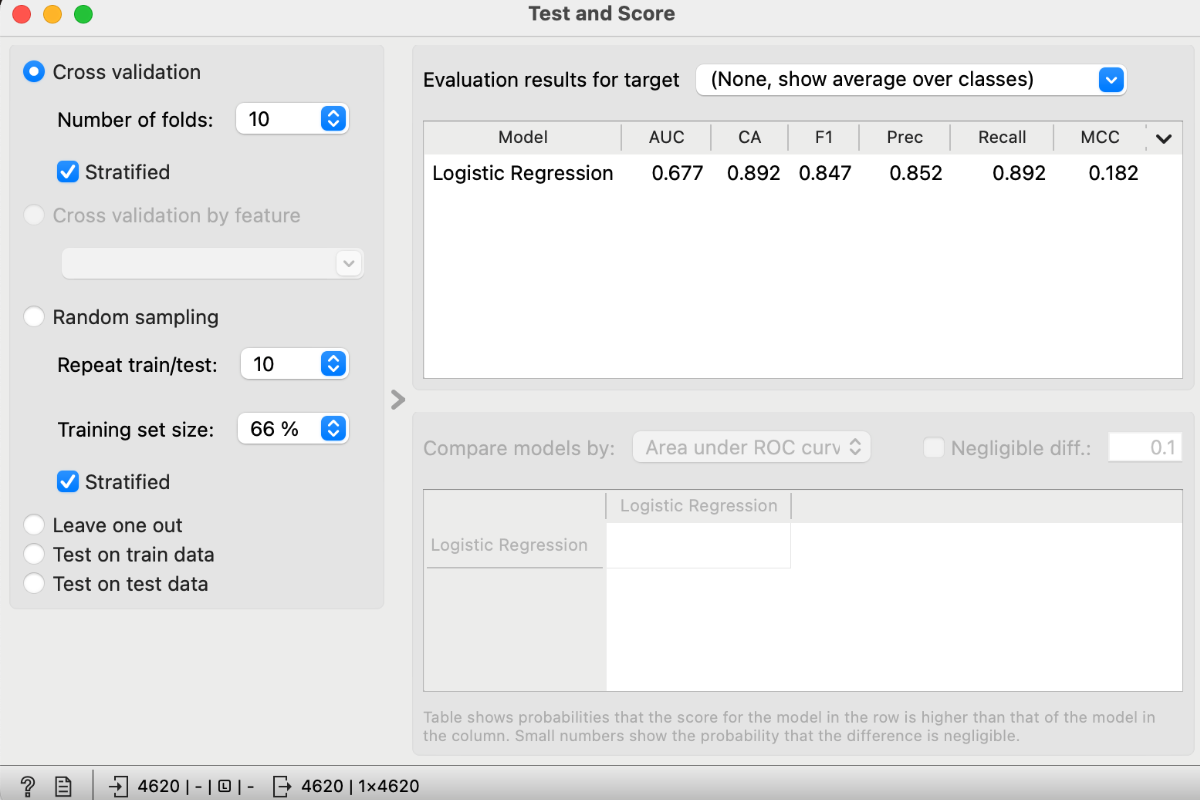 Test and Score
Cross validation
Number of folds: 10
Stratified
Cross validation by feature
Random sampling
Repeat train/test: 10
Training set size: 66 %
Stratified
Leave one out
Test on train data
Test on test data
Evaluation results for target (None, show average over classes)
Model AUC CA F1 Prec Recall MCC
Logistic Regression 0.677 0.892 0.847 0.852 0.892 0.182
Compare models by: Area under ROC curv Negligible diff.: 0.1
Logistic Regression
Logistic Regression
Table shows probabilities that the score for the model in the row is higher than that of the model in
the column. Small numbers show the probability that the difference is negligible.
? 4620 | - | L | - 4620 | 1×4620